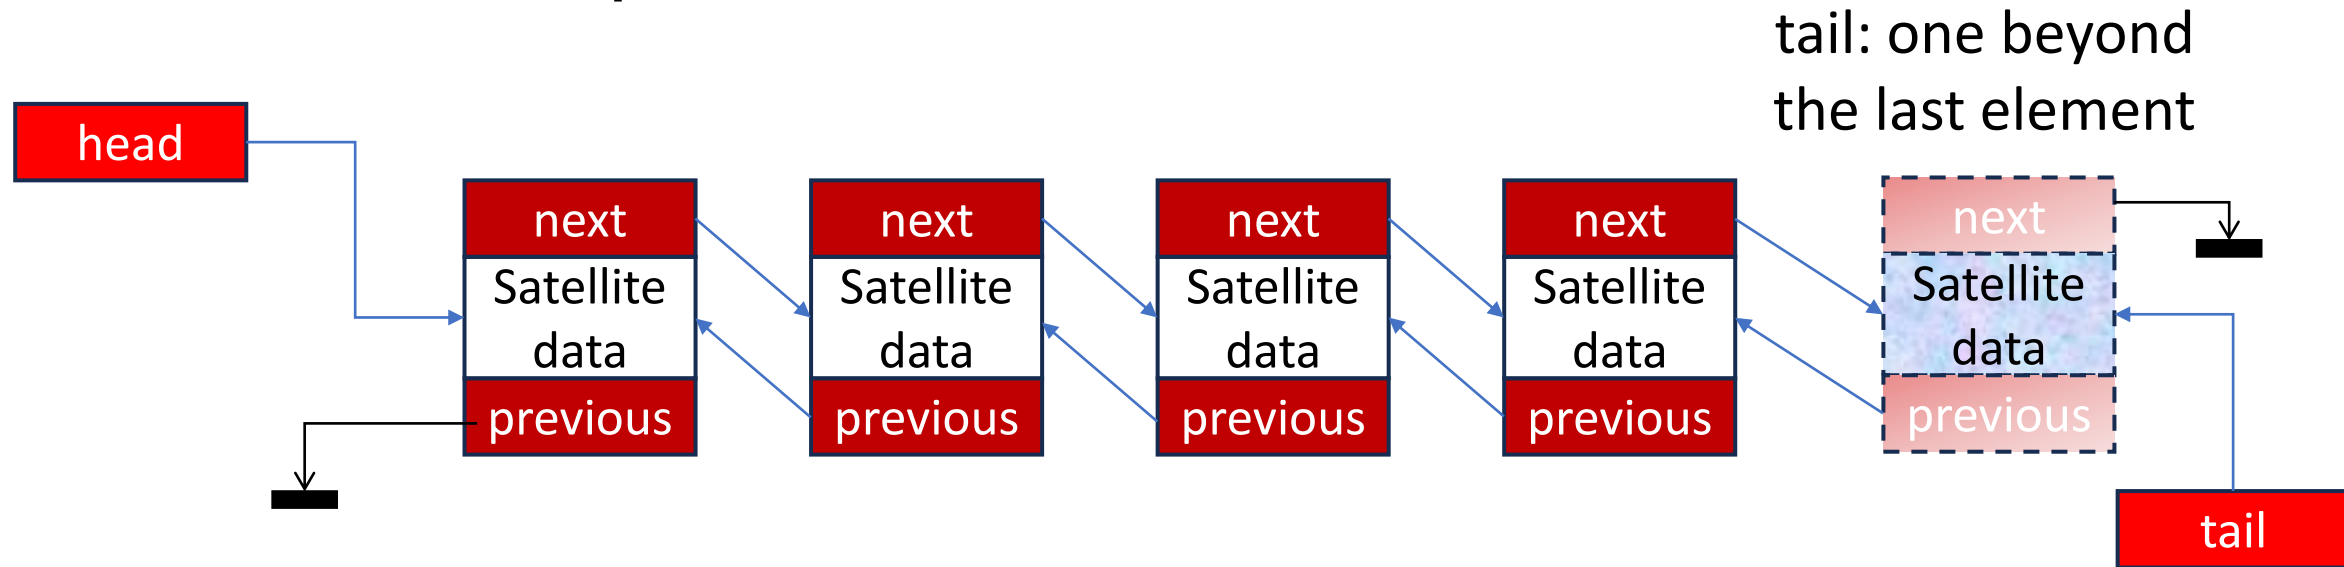 tail: one beyond
the last element
head
next
Satellite
data
previous
next
Satellite
data
previous
next
Satellite
data
previous
next
Satellite
data
previous
next
Satellite
data
previous
tail